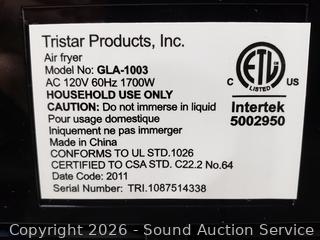 Tristar Products, Inc.
Air fryer
Model No: GLA-1003
AC 120V 60Hz 1700W
HOUSEHOLD USE ONLY
CAUTION: Do not immerse in liquid
Pour usage domestique
Iniquement ne pas immerger
Made in China
CONFORMS TO UL STD.1026
CERTIFIED TO CSA STD. C22.2 No.64
Date Code: 2011
Serial Number: TRI.1087514338
ETL
LISTED
C US
Intertek
5002950
Copyright 2026 - Sound Auction Service